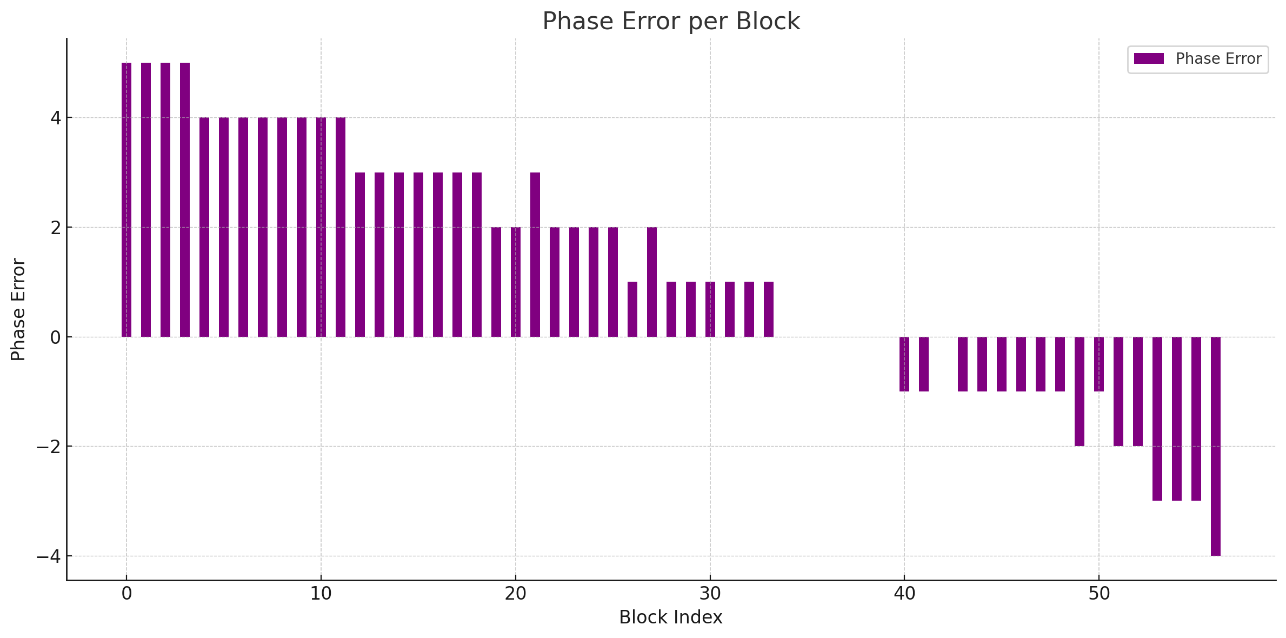 Phase Error per Block
Phase Error
Phase Error
4
2
0
−2
−4
0 10 20 30 40 50
Block Index